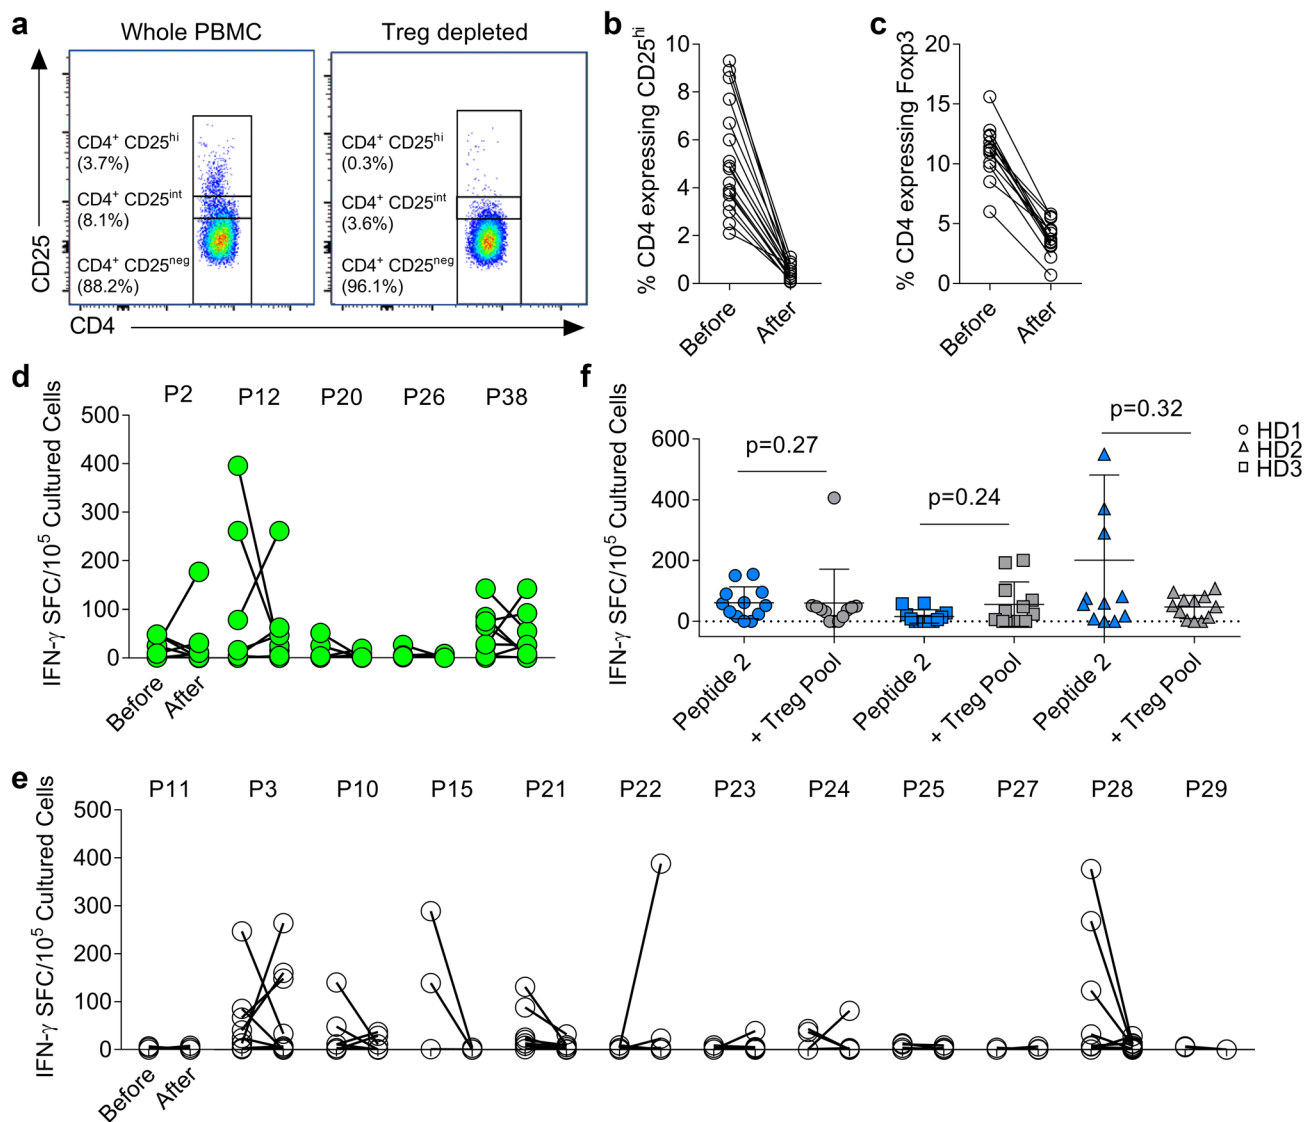 a
Whole PBMC
Treg depleted
CD25
CD4⁺ CD25ʰⁱ
(3.7%)
CD4⁺ CD25ⁱⁿᵗ
(8.1%)
CD4⁺ CD25ⁿᵉᵍ
(88.2%)
CD4⁺ CD25ʰⁱ
(0.3%)
CD4⁺ CD25ⁱⁿᵗ
(3.6%)
CD4⁺ CD25ⁿᵉᵍ
(96.1%)
CD4
b
% CD4 expressing CD25ʰⁱ
10
8
6
4
2
0
Before
After
c
% CD4 expressing Foxp3
20
15
10
5
0
Before
After
d
IFN-γ SFC/10⁵ Cultured Cells
P2 P12 P20 P26 P38
500
400
300
200
100
0
Before
After
f
IFN-γ SFC/10⁵ Cultured Cells
600
400
200
0
p=0.27
p=0.24
p=0.32
HD1
HD2
HD3
Peptide 2
+ Treg Pool
Peptide 2
+ Treg Pool
Peptide 2
+ Treg Pool
e
IFN-γ SFC/10⁵ Cultured Cells
P11 P3 P10 P15 P21 P22 P23 P24 P25 P27 P28 P29
500
400
300
200
100
0
Before
After